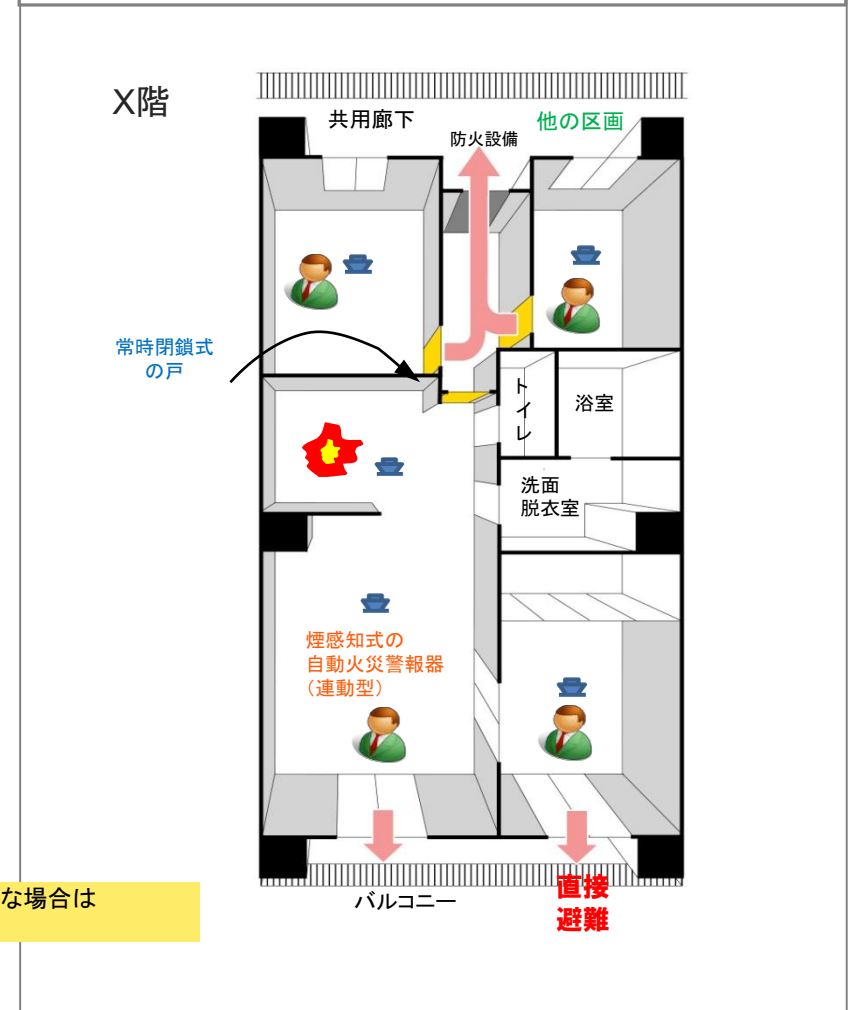 X階
共用廊下
他の区画
防火設備
常時閉鎖式
の戸
トイレ
浴室
洗面
脱衣室
煙感知式の
自動火災警報器
（連動型）
な場合は
バルコニー
直接
避難